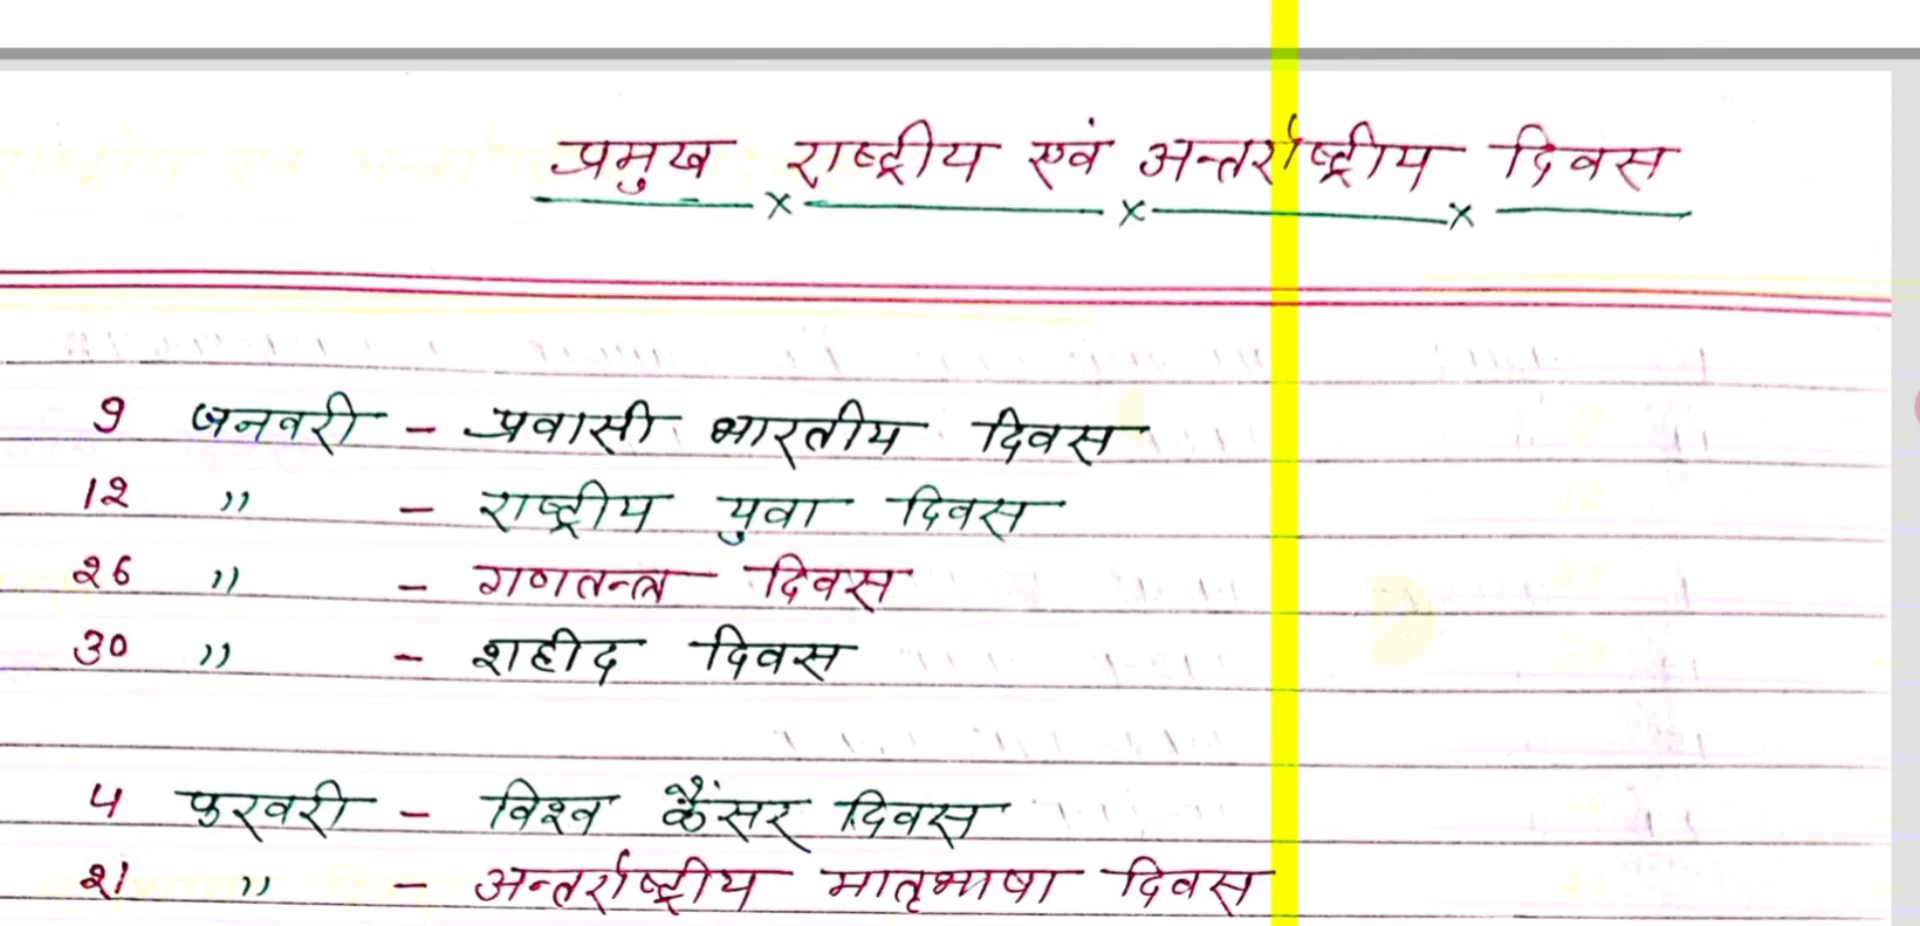 प्रमुख राष्ट्रीय एवं अन्तर्राष्ट्रीय दिवस
9 जनवरी - प्रवासी भारतीय दिवस
12 " - राष्ट्रीय युवा दिवस
26 " - गणतन्त्र दिवस
30 " - शहीद दिवस
4 फुरवरी - विश्व कैंसर दिवस
21 " - अन्तर्राष्ट्रीय मातृभाषा दिवस